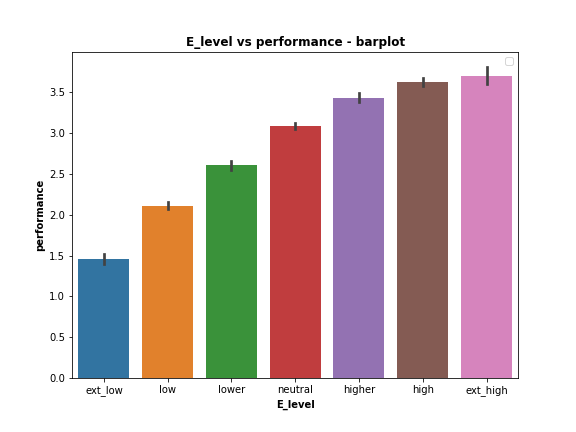 E_level vs performance - barplot
performance
3.5
3.0
2.5
2.0
1.5
1.0
0.5
0.0
ext_low low lower neutral higher high ext_high
E_level